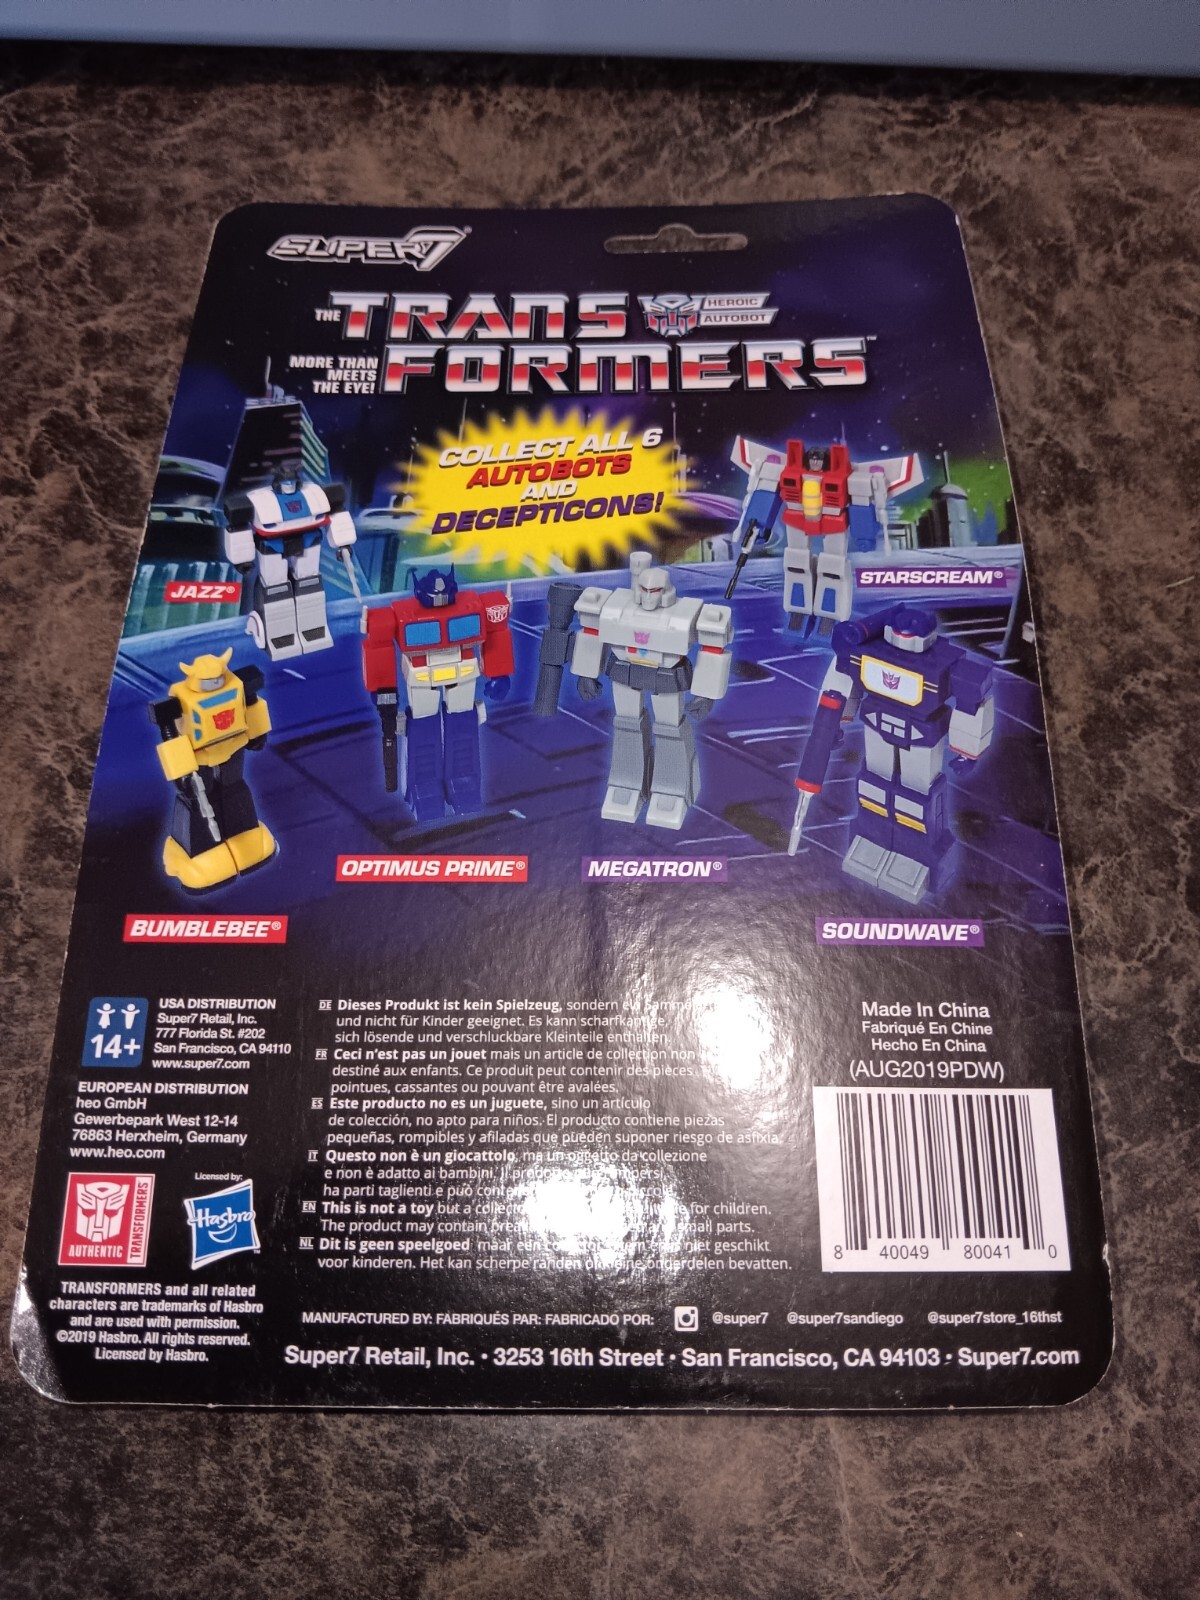 SUPER7®
THE TRANS HEROIC AUTOBOT
FORMERS™
MORE THAN
MEETS
THE EYE!
COLLECT ALL 6
AUTOBOTS
AND
DECEPTICONS!
JAZZ®
STARSCREAM®
OPTIMUS PRIME®
MEGATRON®
BUMBLEBEE®
SOUNDWAVE®
14+
USA DISTRIBUTION
Super7 Retail, Inc.
777 Florida St. #202
San Francisco, CA 94110
www.super7.com
EUROPEAN DISTRIBUTION
heo GmbH
Gewerbepark West 12-14
76863 Herxheim, Germany
www.heo.com
AUTHENTIC
TRANSFORMERS
Licensed by:
Hasbro™
TRANSFORMERS and all related
characters are trademarks of Hasbro
and are used with permission.
©2019 Hasbro. All rights reserved.
Licensed by Hasbro.
DE Dieses Produkt ist kein Spielzeug, sondern ein
und nicht für Kinder geeignet. Es kann scharfkantige,
sich lösende und verschluckbare Kleinteile enthalten.
FR Ceci n'est pas un jouet mais un article de collection non
destiné aux enfants. Ce produit peut contenir des pièces
pointues, cassantes ou pouvant être avalées.
ES Este producto no es un juguete, sino un artículo
de colección, no apto para niños. El producto contiene piezas
pequeñas, rompibles y afiladas que pueden suponer riesgo de asfixia.
IT Questo non è un giocattolo, ma un oggetto da collezione
e non è adatto ai bambini. Il
ha parti taglienti e può
EN This is not a toy but a for children.
The product may contain small parts.
NL Dit is geen speelgoed maar een niet geschikt
voor kinderen. Het kan scherpe randen of kleine onderdelen bevatten.
Made In China
Fabriqué En Chine
Hecho En China
(AUG2019PDW)
8 40049 80041 0
MANUFACTURED BY: FABRIQUÉS PAR: FABRICADO POR: @super7 @super7sandiego @super7store_16thst
Super7 Retail, Inc. • 3253 16th Street • San Francisco, CA 94103 • Super7.com